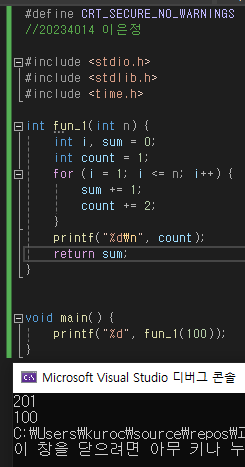 #define CRT_SECURE_NO_WARNINGS
//20234014 이은정
#include <stdio.h>
#include <stdlib.h>
#include <time.h>
int fun_1(int n) {
int i, sum = 0;
int count = 1;
for (i = 1; i <= n; i++) {
sum += 1;
count += 2;
}
printf("%d₩n", count);
return sum;
}
void main() {
printf("%d", fun_1(100));
}
Microsoft Visual Studio 디버그 콘솔
201
100
C:₩Users₩kuroc₩source₩repos₩
이 창을 닫으려면 아무 키나 누